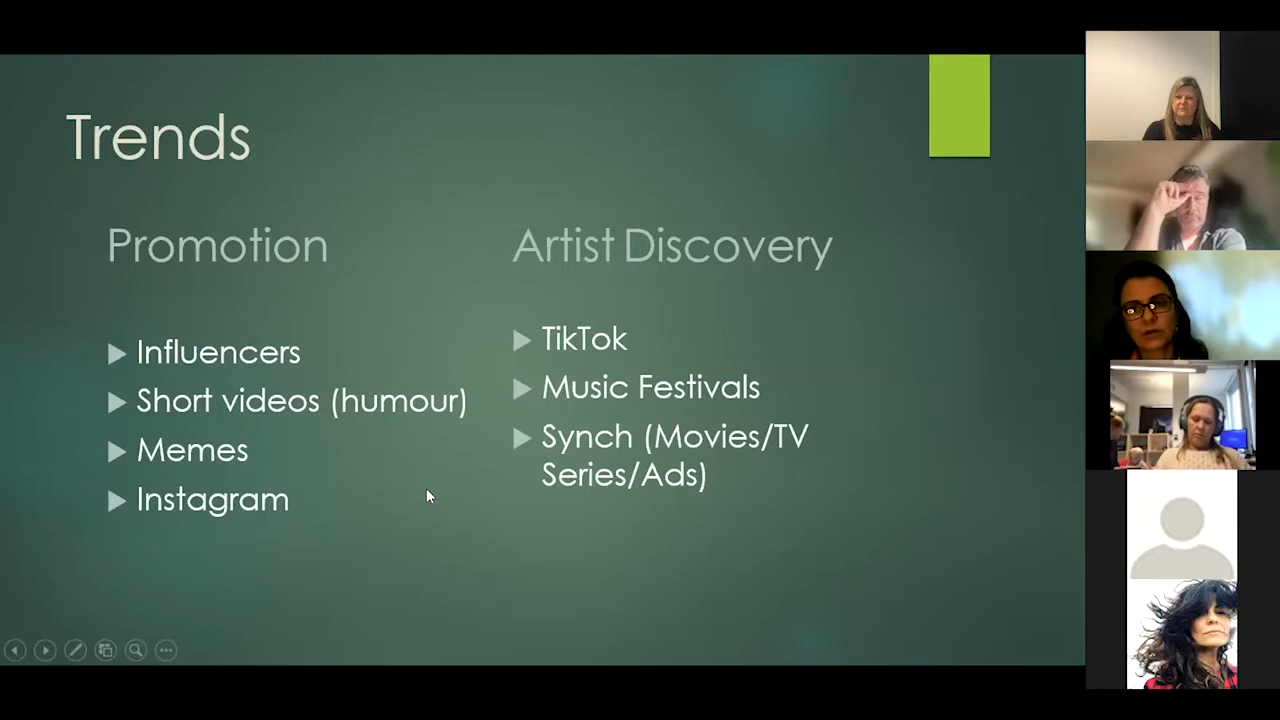 Trends
Promotion
Influencers
Short videos (humour)
Memes
Instagram
Artist Discovery
TikTok
Music Festivals
Synch (Movies/TV
Series/Ads)